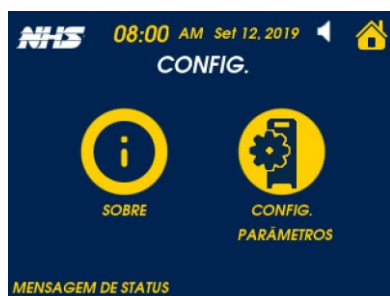 NHS 08:00 AM Set 12, 2019
CONFIG.
SOBRE
CONFIG.
PARÂMETROS
MENSAGEM DE STATUS